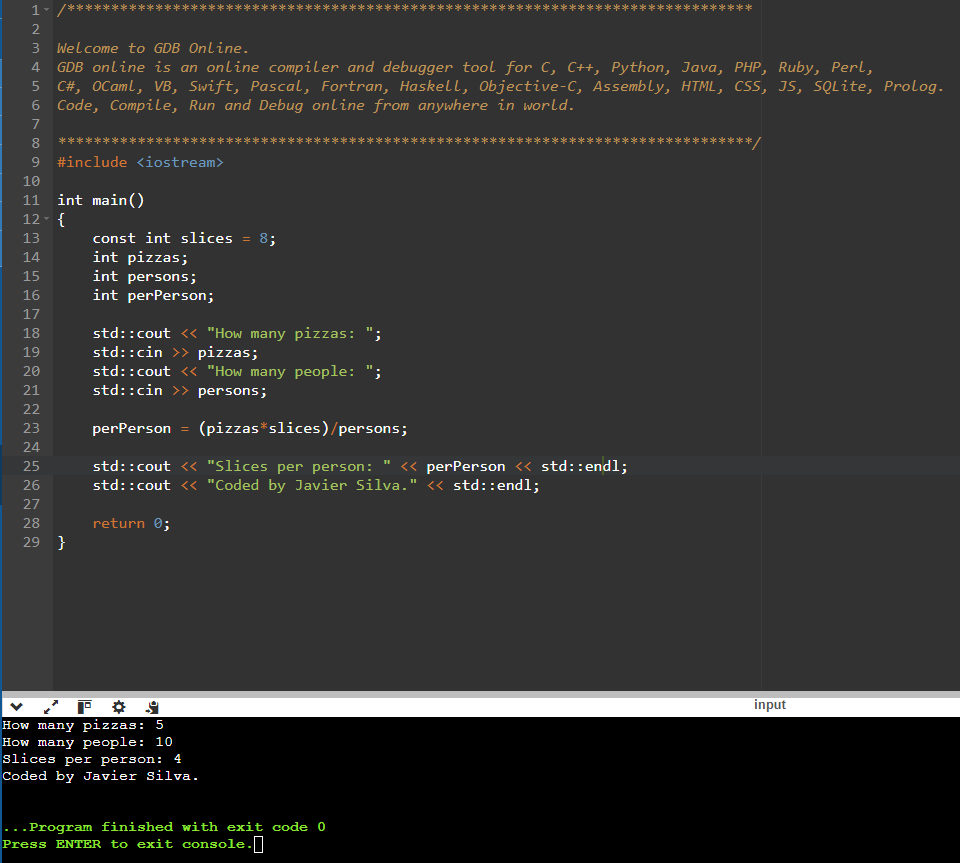 1 /******************************************************************************
2
3 Welcome to GDB Online.
4 GDB online is an online compiler and debugger tool for C, C++, Python, Java, PHP, Ruby, Perl,
5 C#, OCaml, VB, Swift, Pascal, Fortran, Haskell, Objective-C, Assembly, HTML, CSS, JS, SQLite, Prolog.
6 Code, Compile, Run and Debug online from anywhere in world.
7
8 *******************************************************************************/
9 #include <iostream>
10
11 int main()
12 {
13     const int slices = 8;
14     int pizzas;
15     int persons;
16     int perPerson;
17
18     std::cout << "How many pizzas: ";
19     std::cin >> pizzas;
20     std::cout << "How many people: ";
21     std::cin >> persons;
22
23     perPerson = (pizzas*slices)/persons;
24
25     std::cout << "Slices per person: " << perPerson << std::endl;
26     std::cout << "Coded by Javier Silva." << std::endl;
27
28     return 0;
29 }
input
How many pizzas: 5
How many people: 10
Slices per person: 4
Coded by Javier Silva.
...Program finished with exit code 0
Press ENTER to exit console.